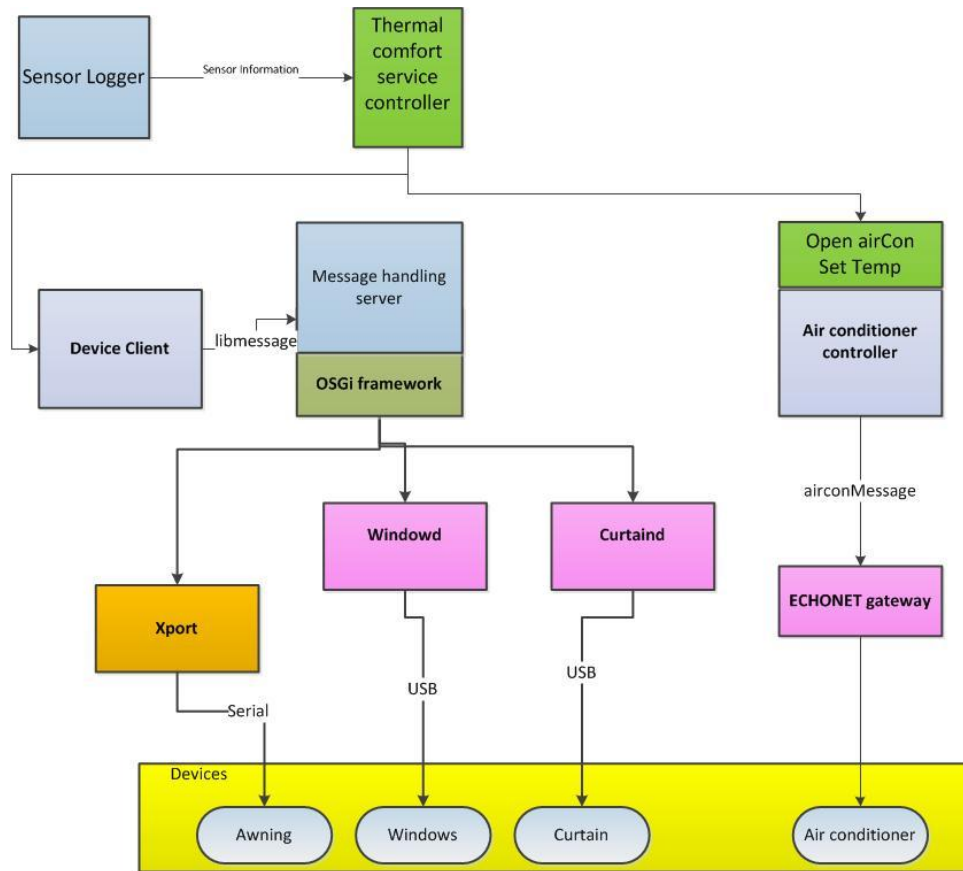 Sensor Logger
Sensor Information
Thermal
comfort
service
controller
Open airCon
Set Temp
Message handling
server
Device Client
libmessage
Air conditioner
controller
OSGi framework
airconMessage
Windowd
Curtaind
ECHONET gateway
Xport
USB
USB
Serial
Devices
Awning
Windows
Curtain
Air conditioner